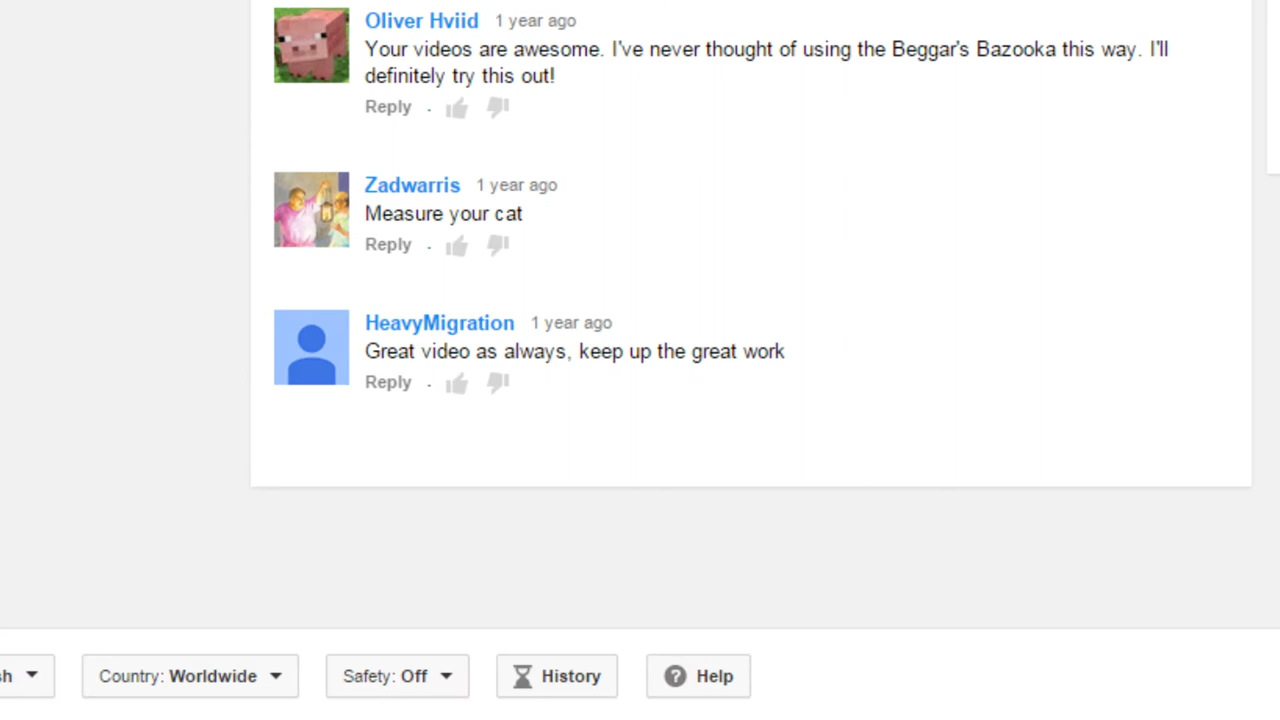 Oliver Hviid 1 year ago
Your videos are awesome. I've never thought of using the Beggar's Bazooka this way. I'll
definitely try this out!
Reply .
Zadwarris 1 year ago
Measure your cat
Reply .
HeavyMigration 1 year ago
Great video as always, keep up the great work
Reply .
sh Country: Worldwide Safety: Off History Help